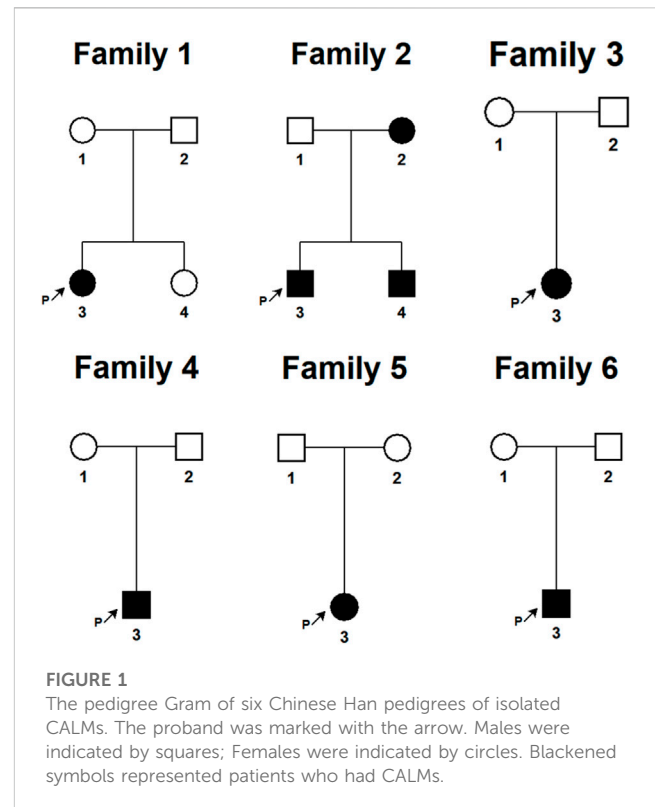 Family 1
Family 2
Family 3
1
2
1
2
1
2
P
3
4
P
3
4
P
3
Family 4
Family 5
Family 6
1
2
1
2
1
2
P
3
P
3
P
3
FIGURE 1
The pedigree Gram of six Chinese Han pedigrees of isolated
CALMs. The proband was marked with the arrow. Males were
indicated by squares; Females were indicated by circles. Blackened
symbols represented patients who had CALMs.